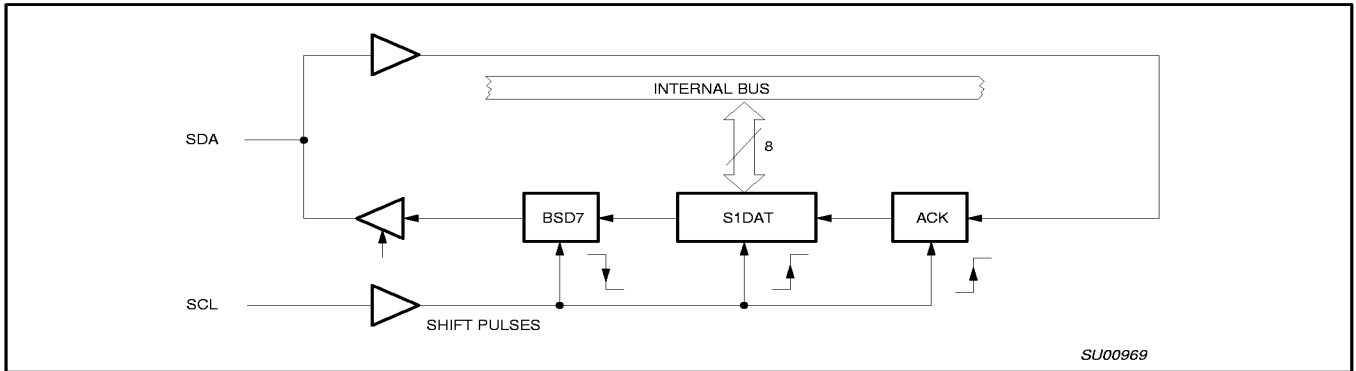 INTERNAL BUS
SDA
8
BSD7
S1DAT
ACK
SCL
SHIFT PULSES
SU00969